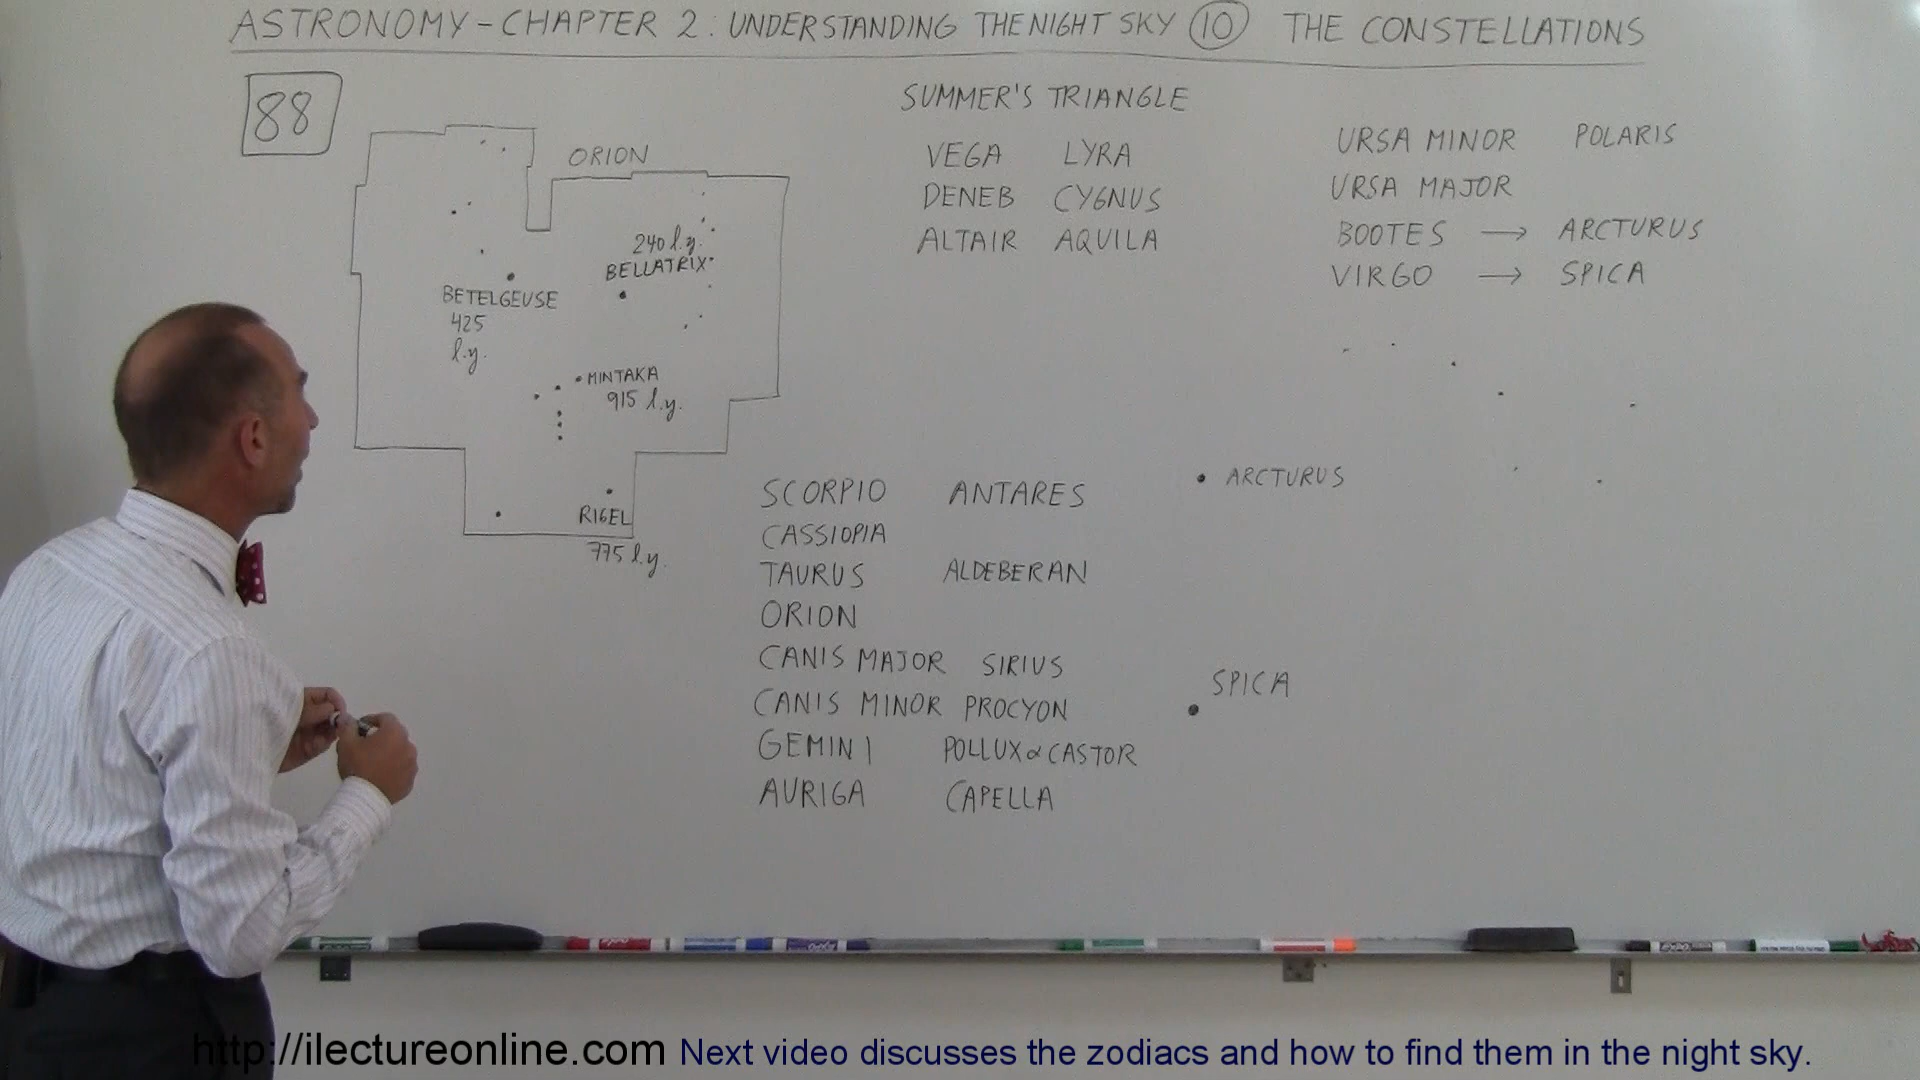 ASTRONOMY - CHAPTER 2: UNDERSTANDING THE NIGHT SKY 10 THE CONSTELLATIONS
88
ORION
240 l.y.
BELLATRIX
BETELGEUSE
425
l.y.
MINTAKA
915 l.y.
RIGEL
775 l.y.
SUMMER'S TRIANGLE
VEGA LYRA
DENEB CYGNUS
ALTAIR AQUILA
URSA MINOR POLARIS
URSA MAJOR
BOOTES → ARCTURUS
VIRGO → SPICA
SCORPIO ANTARES
CASSIOPIA
TAURUS ALDEBERAN
ORION
CANIS MAJOR SIRIUS
CANIS MINOR PROCYON
GEMINI POLLUX & CASTOR
AURIGA CAPELLA
ARCTURUS
SPICA
http://ilectureonline.com Next video discusses the zodiacs and how to find them in the night sky.